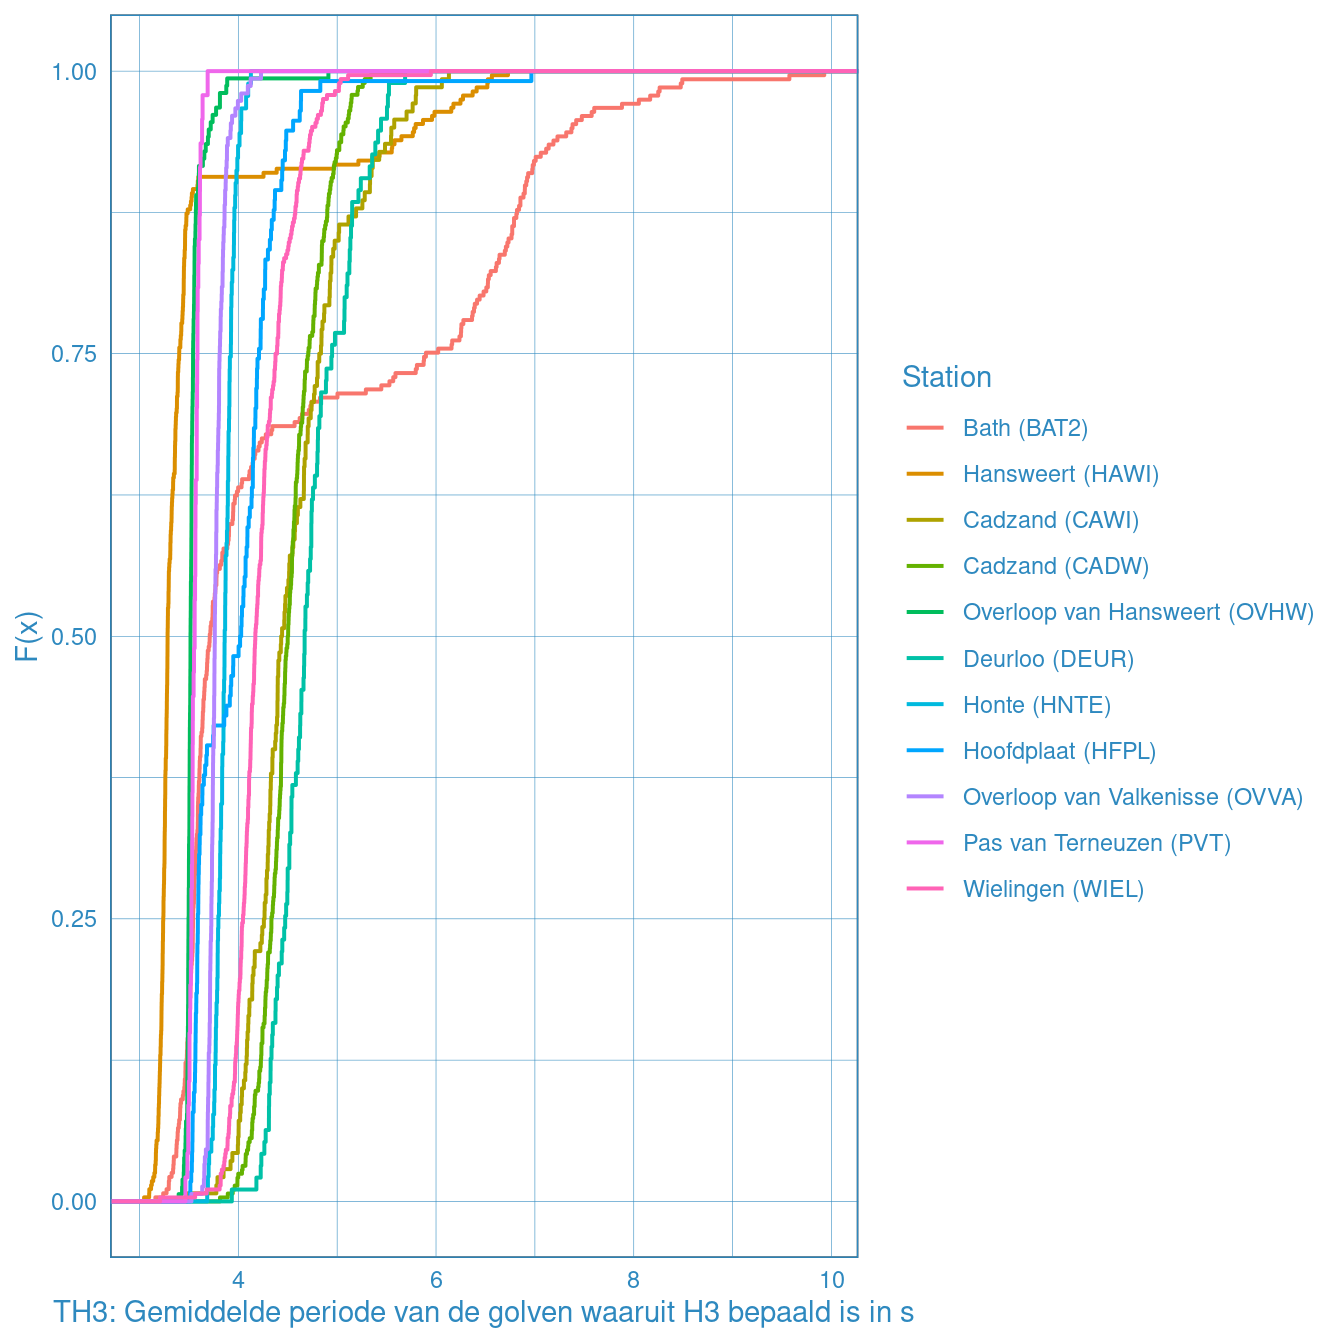 1.00
0.75
0.50
0.25
0.00
F(x)
4
6
8
10
TH3: Gemiddelde periode van de golven waaruit H3 bepaald is in s
Station
Bath (BAT2)
Hansweert (HAWI)
Cadzand (CAWI)
Cadzand (CADW)
Overloop van Hansweert (OVHW)
Deurloo (DEUR)
Honte (HNTE)
Hoofdplaat (HFPL)
Overloop van Valkenisse (OVVA)
Pas van Terneuzen (PVT)
Wielingen (WIEL)